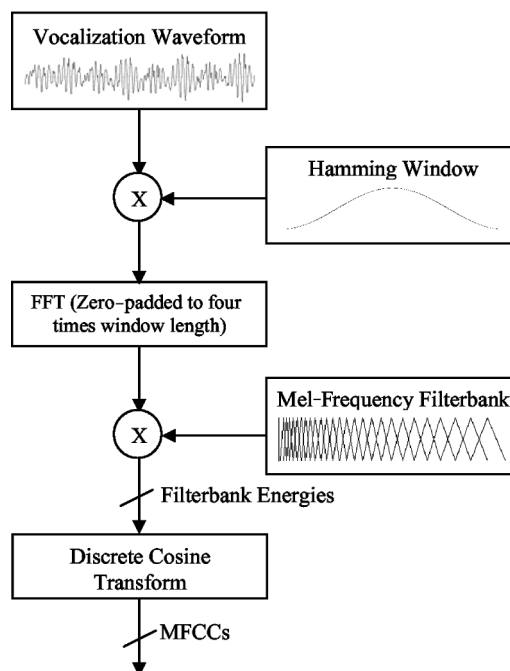 Vocalization Waveform
X
Hamming Window
FFT (Zero-padded to four
times window length)
X
Mel-Frequency Filterbank
Filterbank Energies
Discrete Cosine
Transform
MFCCs